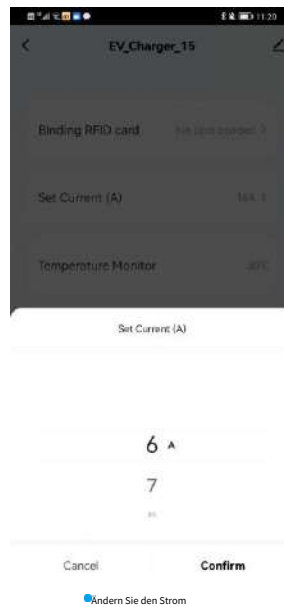 11:20
EV_Charger_15
Binding RFID card
Set Current (A) 16A
Temperature Monitor
Set Current (A)
6 A
7
Cancel Confirm
Ändern Sie den Strom